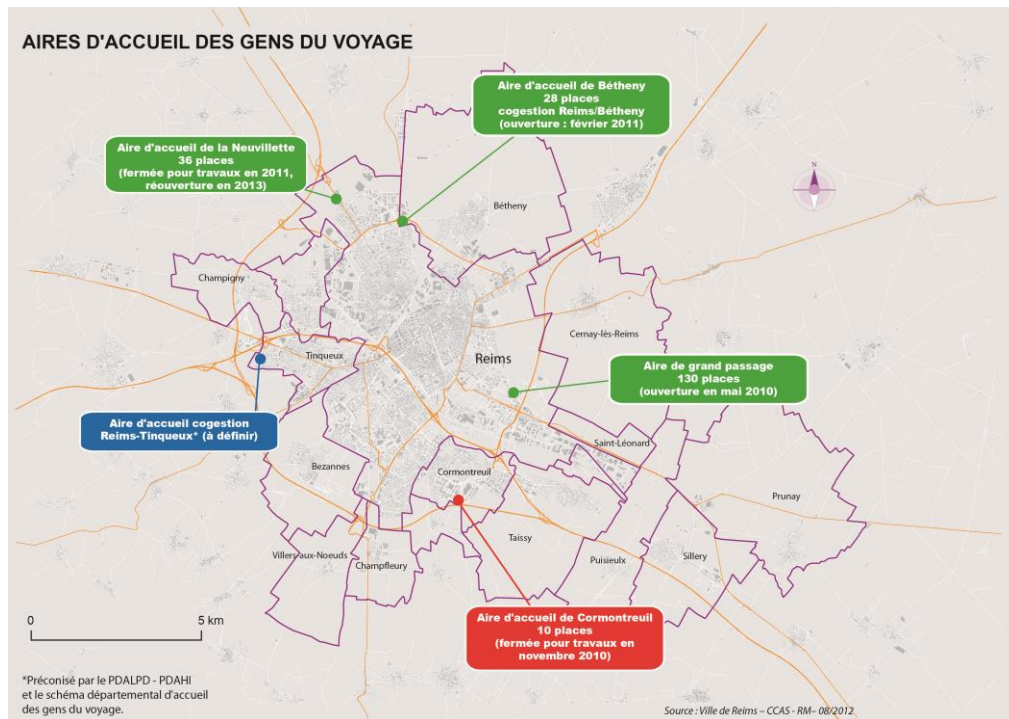 AIRES D'ACCUEIL DES GENS DU VOYAGE
Aire d'accueil de Bétheny
28 places
cogestion Reims/Bétheny
(ouverture : février 2011)
Aire d'accueil de la Neuvillette
36 places
(fermée pour travaux en 2011,
réouverture en 2013)
N
Bétheny
Champigny
Cernay-lès-Reims
Tinqueux
Reims
Aire de grand passage
130 places
(ouverture en mai 2010)
Aire d'accueil cogestion
Reims-Tinqueux* (à définir)
Saint-Léonard
Bezannes
Cormontreuil
Prunay
Taissy
Villers-aux-Noeuds
Champfleury
Puisieulx
Sillery
Aire d'accueil de Cormontreuil
10 places
(fermée pour travaux en
novembre 2010)
0
5 km
*Préconisé par le PDALPD - PDAHI
et le schéma départemental d'accueil
des gens du voyage.
Source : Ville de Reims – CCAS - RM– 08/2012